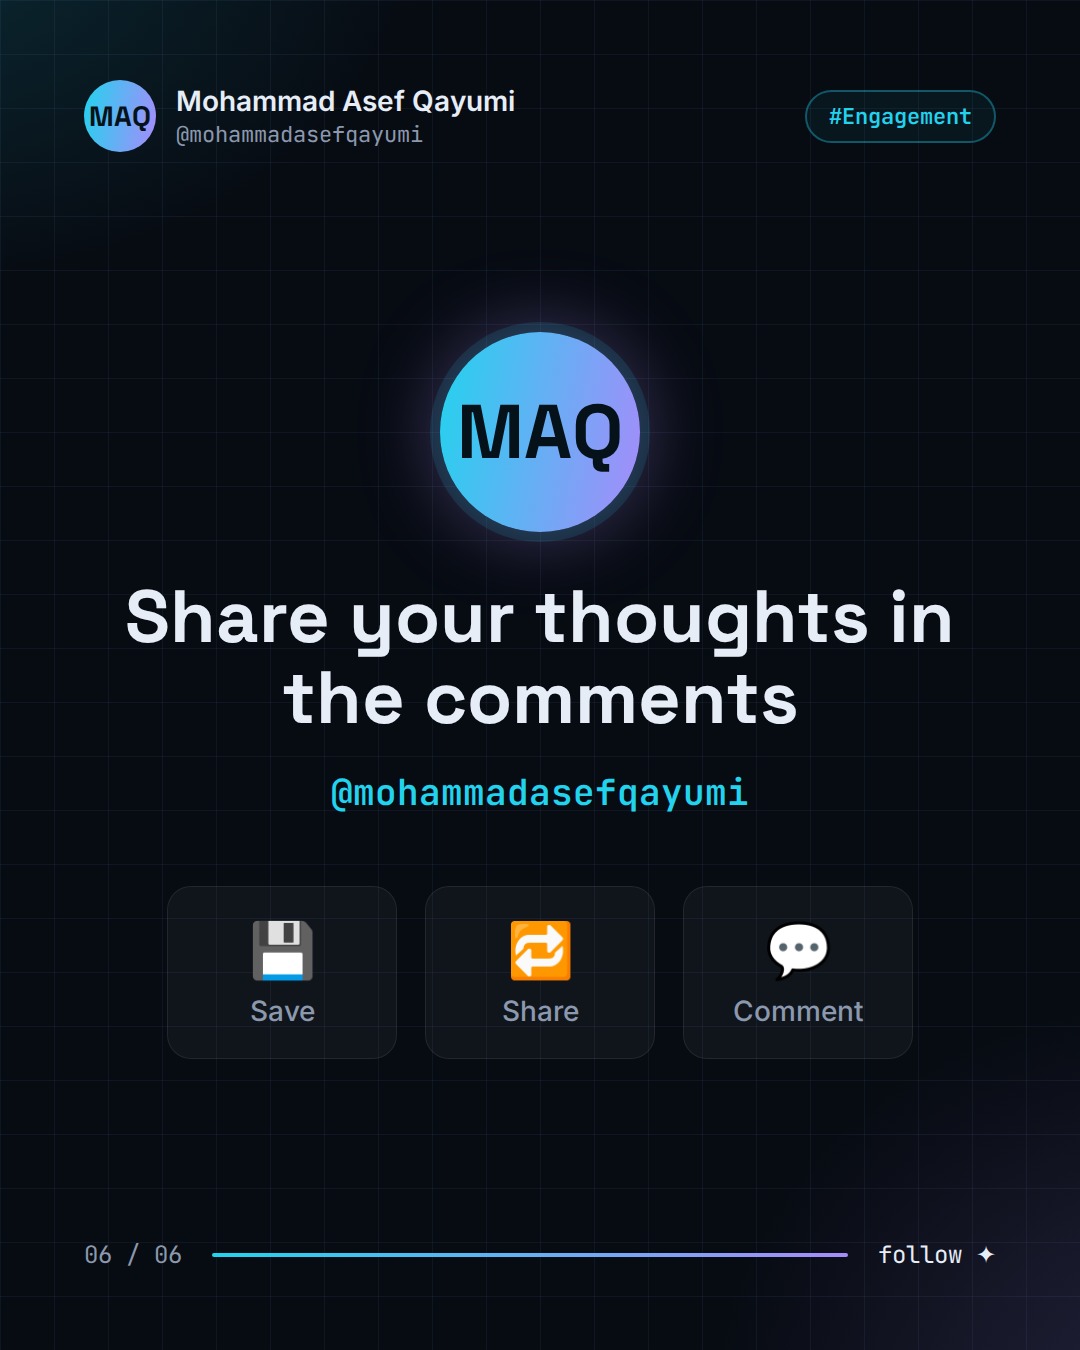 MAQ
Mohammad Asef Qayumi
@mohammadasefqayumi
#Engagement
MAQ
Share your thoughts in
the comments
@mohammadasefqayumi
Save
Share
Comment
06 / 06
follow ✦